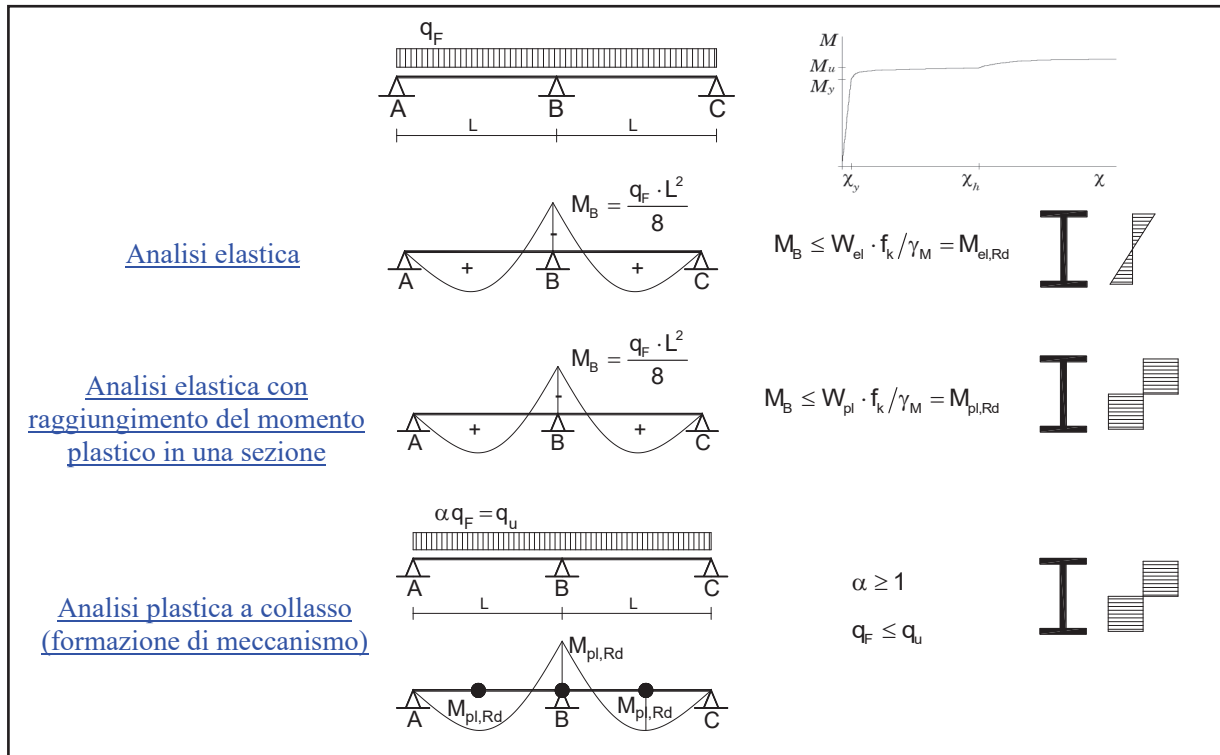 q_F
A B C
L L
M
M_u
M_y
χ_y χ_h χ
Analisi elastica
M_B = q_F · L² / 8
+ - +
A B C
M_B ≤ W_el · f_k/γ_M = M_el,Rd
Analisi elastica con
raggiungimento del momento
plastico in una sezione
M_B = q_F · L² / 8
+ - +
A B C
M_B ≤ W_pl · f_k/γ_M = M_pl,Rd
Analisi plastica a collasso
(formazione di meccanismo)
α q_F = q_u
A B C
L L
M_pl,Rd
M_pl,Rd M_pl,Rd
A B C
α ≥ 1
q_F ≤ q_u